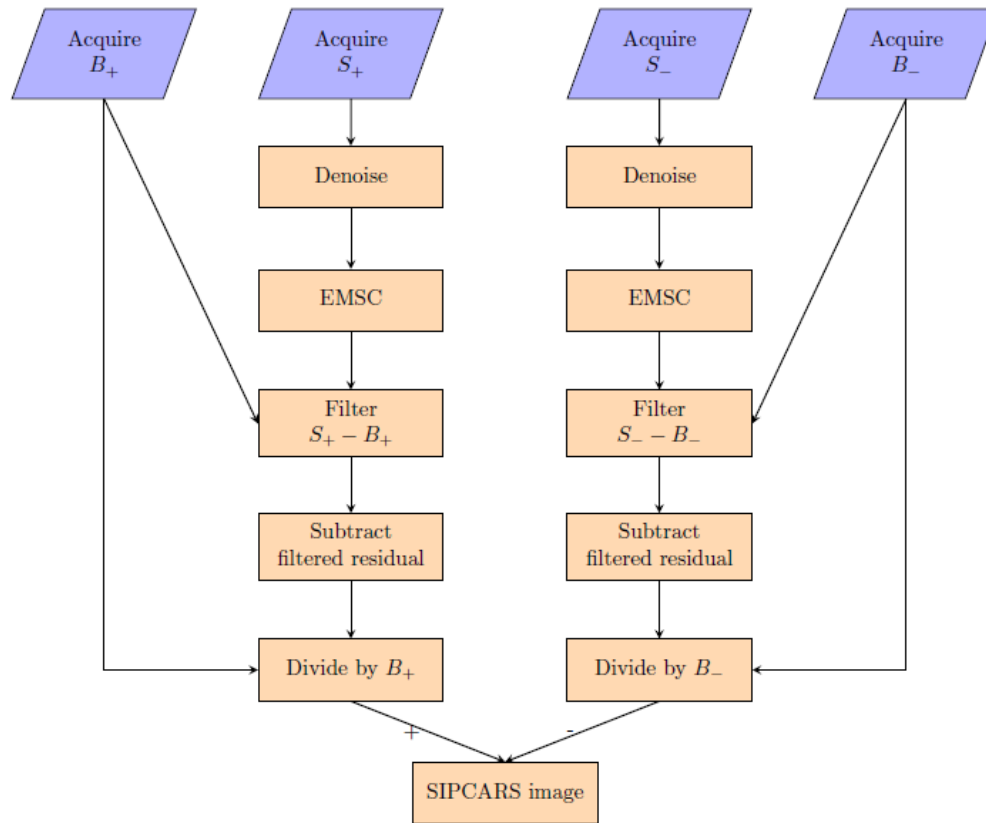 Acquire
B₊
Acquire
S₊
Acquire
S₋
Acquire
B₋
Denoise
Denoise
EMSC
EMSC
Filter
S₊ − B₊
Filter
S₋ − B₋
Subtract
filtered residual
Subtract
filtered residual
Divide by B₊
Divide by B₋
+
-
SIPCARS image